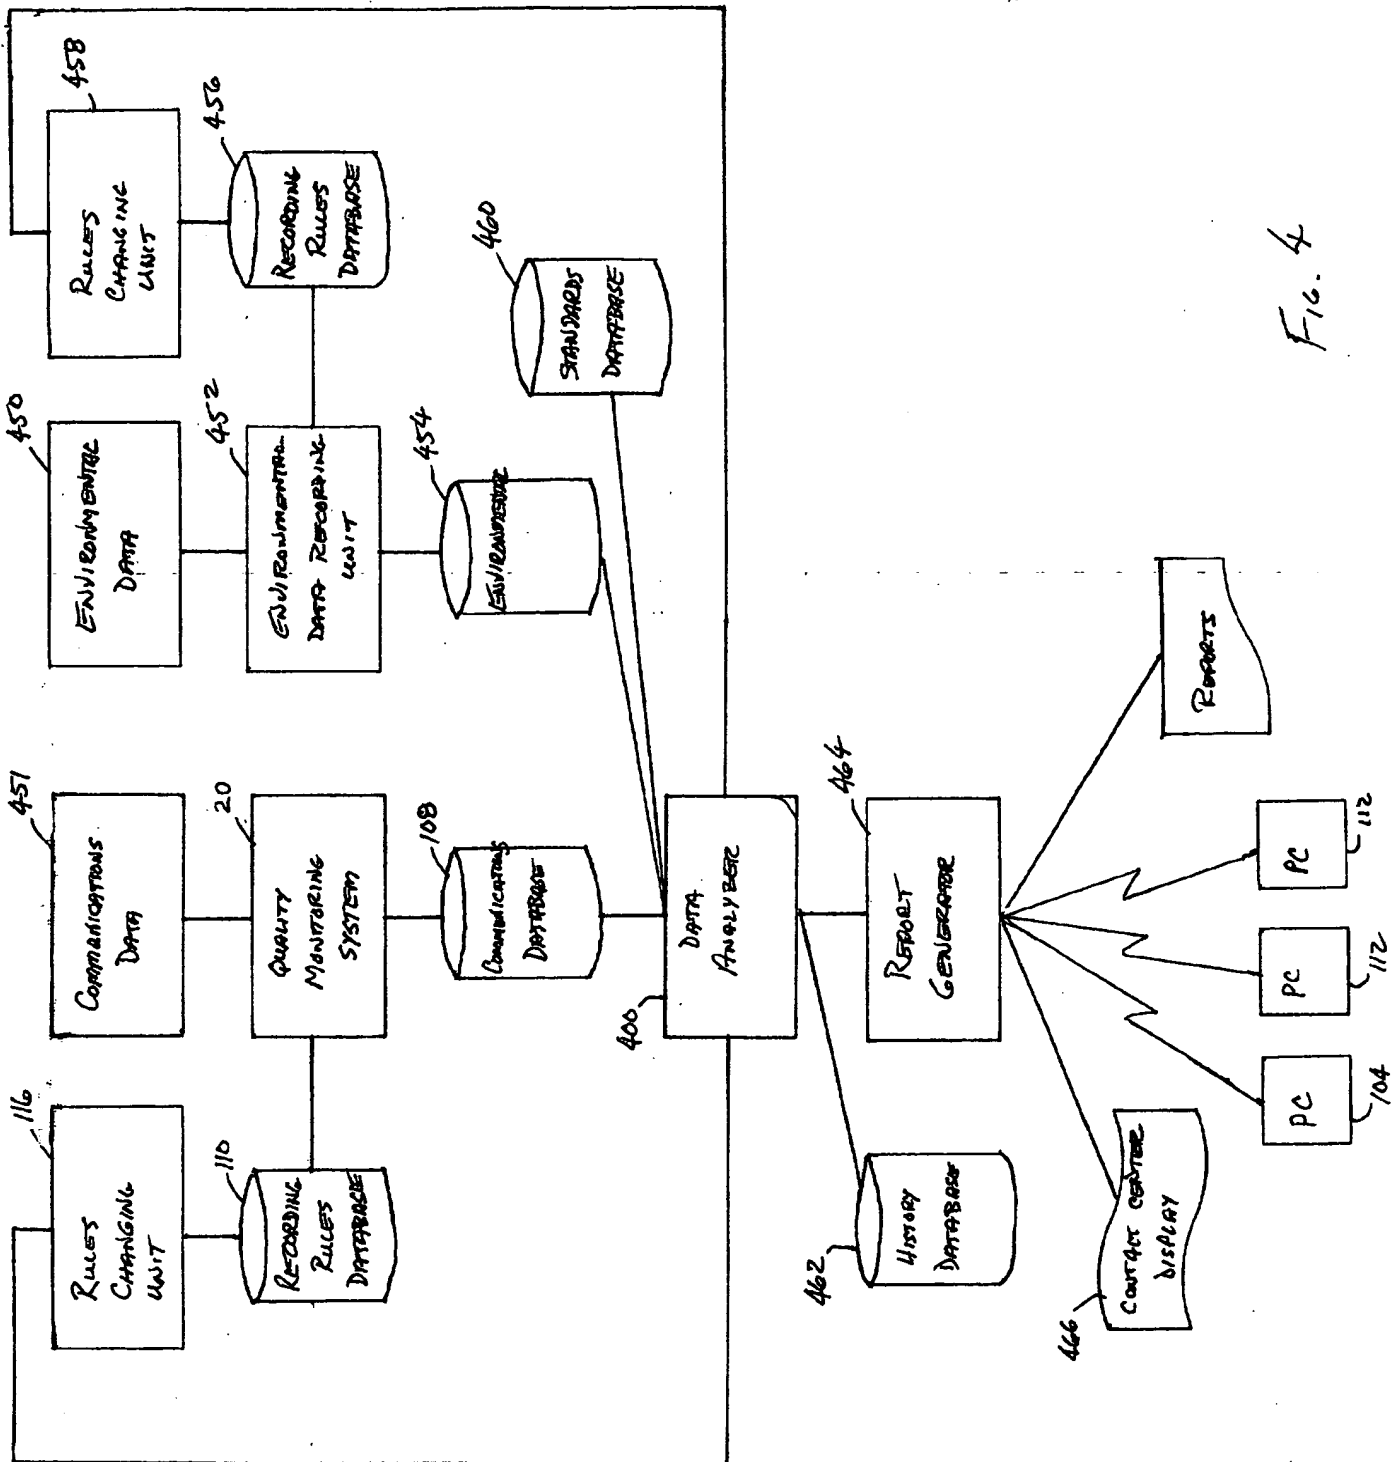 116
RULES
CHANGING
UNIT
451
COMMUNICATIONS
DATA
450
ENVIRONMENTAL
DATA
458
RULES
CHANGING
UNIT
110
RECORDING
RULES
DATABASE
20
QUALITY
MONITORING
SYSTEM
452
ENVIRONMENTAL
DATA RECORDING
UNIT
456
RECORDING
RULES
DATABASE
108
COMMUNICATIONS
DATABASE
454
ENVIRONMENTAL
460
STANDARDS
DATABASE
400
DATA
ANALYZER
462
HISTORY
DATABASE
464
REPORT
GENERATOR
466
CONTACT CENTER
DISPLAY
PC
104
PC
112
PC
112
REPORTS
FIG. 4